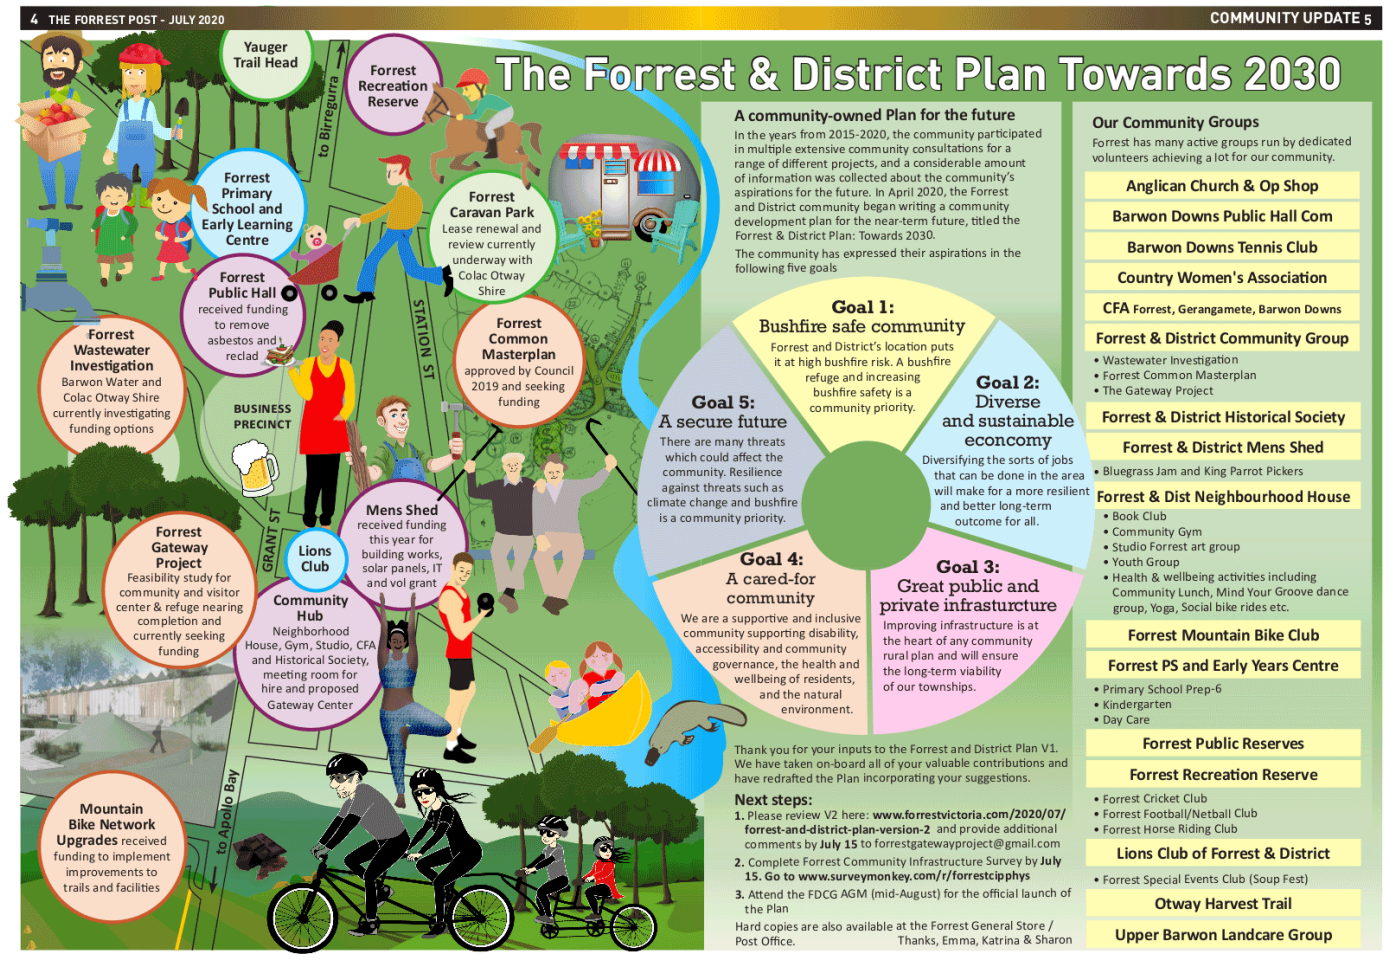 4 THE FORREST POST - JULY 2020
COMMUNITY UPDATE 5
The Forrest & District Plan Towards 2030
Yauger
Trail Head
to Birregurra
Forrest
Recreation
Reserve
Forrest
Primary
School and
Early Learning
Centre
Forrest
Caravan Park
Lease renewal and
review currently
underway with
Colac Otway
Shire
Forrest
Public Hall
received funding
to remove
asbestos and
reclad
STATION ST
Forrest
Common
Masterplan
approved by Council
2019 and seeking
funding
Forrest
Wastewater
Investigation
Barwon Water and
Colac Otway Shire
currently investigating
funding options
BUSINESS
PRECINCT
GRANT ST
Mens Shed
received funding
this year for
building works,
solar panels, IT
and vol grant
Lions
Club
Forrest
Gateway
Project
Feasibility study for
community and visitor
center & refuge nearing
completion and
currently seeking
funding
Community
Hub
Neighborhood
House, Gym, Studio, CFA
and Historical Society,
meeting room for
hire and proposed
Gateway Center
to Apollo Bay
Mountain
Bike Network
Upgrades received
funding to implement
improvements to
trails and facilities
A community-owned Plan for the future
In the years from 2015-2020, the community participated
in multiple extensive community consultations for a
range of different projects, and a considerable amount
of information was collected about the community's
aspirations for the future. In April 2020, the Forrest
and District community began writing a community
development plan for the near-term future, titled the
Forrest & District Plan: Towards 2030.
The community has expressed their aspirations in the
following five goals
Goal 1:
Bushfire safe community
Forrest and District's location puts
it at high bushfire risk. A bushfire
refuge and increasing
bushfire safety is a
community priority.
Goal 2:
Diverse
and sustainable
econcomy
Diversifying the sorts of jobs
that can be done in the area
will make for a more resilient
and better long-term
outcome for all.
Goal 3:
Great public and
private infrasturcture
Improving infrastructure is at
the heart of any community
rural plan and will ensure
the long-term viability
of our townships.
Goal 4:
A cared-for
community
We are a supportive and inclusive
community supporting disability,
accessibility and community
governance, the health and
wellbeing of residents,
and the natural
environment.
Goal 5:
A secure future
There are many threats
which could affect the
community. Resilience
against threats such as
climate change and bushfire
is a community priority.
Thank you for your inputs to the Forrest and District Plan V1.
We have taken on-board all of your valuable contributions and
have redrafted the Plan incorporating your suggestions.
Next steps:
1. Please review V2 here: www.forrestvictoria.com/2020/07/
forrest-and-district-plan-version-2 and provide additional
comments by July 15 to forrestgatewayproject@gmail.com
2. Complete Forrest Community Infrastructure Survey by July
15. Go to www.surveymonkey.com/r/forrestcipphys
3. Attend the FDCG AGM (mid-August) for the official launch of
the Plan
Hard copies are also available at the Forrest General Store /
Post Office. Thanks, Emma, Katrina & Sharon
Our Community Groups
Forrest has many active groups run by dedicated
volunteers achieving a lot for our community.
Anglican Church & Op Shop
Barwon Downs Public Hall Com
Barwon Downs Tennis Club
Country Women's Association
CFA Forrest, Gerangamete, Barwon Downs
Forrest & District Community Group
• Wastewater Investigation
• Forrest Common Masterplan
• The Gateway Project
Forrest & District Historical Society
Forrest & District Mens Shed
• Bluegrass Jam and King Parrot Pickers
Forrest & Dist Neighbourhood House
• Book Club
• Community Gym
• Studio Forrest art group
• Youth Group
• Health & wellbeing activities including
Community Lunch, Mind Your Groove dance
group, Yoga, Social bike rides etc.
Forrest Mountain Bike Club
Forrest PS and Early Years Centre
• Primary School Prep-6
• Kindergarten
• Day Care
Forrest Public Reserves
Forrest Recreation Reserve
• Forrest Cricket Club
• Forrest Football/Netball Club
• Forrest Horse Riding Club
Lions Club of Forrest & District
• Forrest Special Events Club (Soup Fest)
Otway Harvest Trail
Upper Barwon Landcare Group